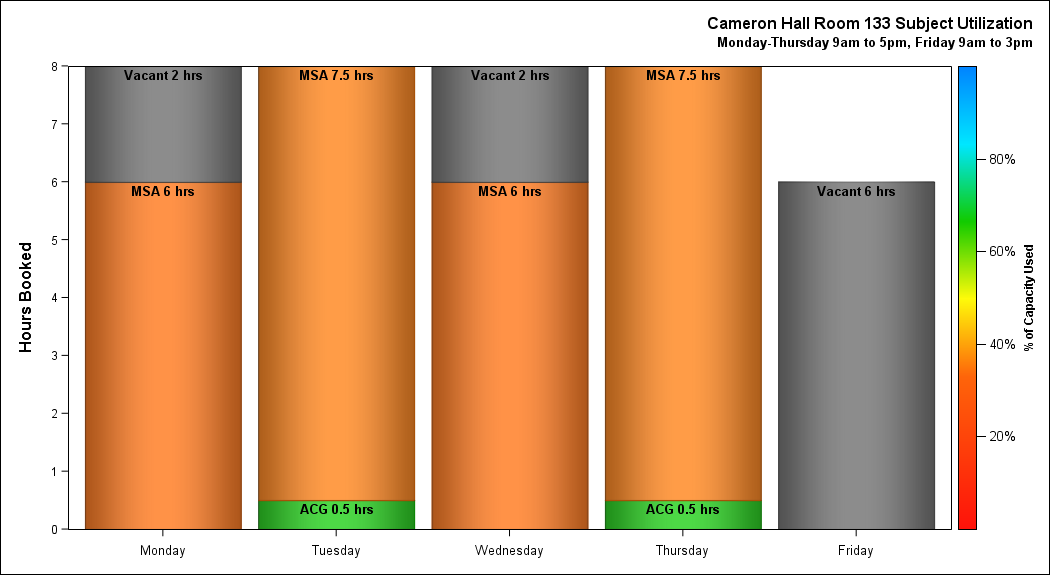 Cameron Hall Room 133 Subject Utilization
Monday-Thursday 9am to 5pm, Friday 9am to 3pm
Hours Booked
8
7
6
5
4
3
2
1
0
Vacant 2 hrs
MSA 6 hrs
MSA 7.5 hrs
ACG 0.5 hrs
Vacant 2 hrs
MSA 6 hrs
MSA 7.5 hrs
ACG 0.5 hrs
Vacant 6 hrs
Monday
Tuesday
Wednesday
Thursday
Friday
80%
60%
40%
20%
% of Capacity Used